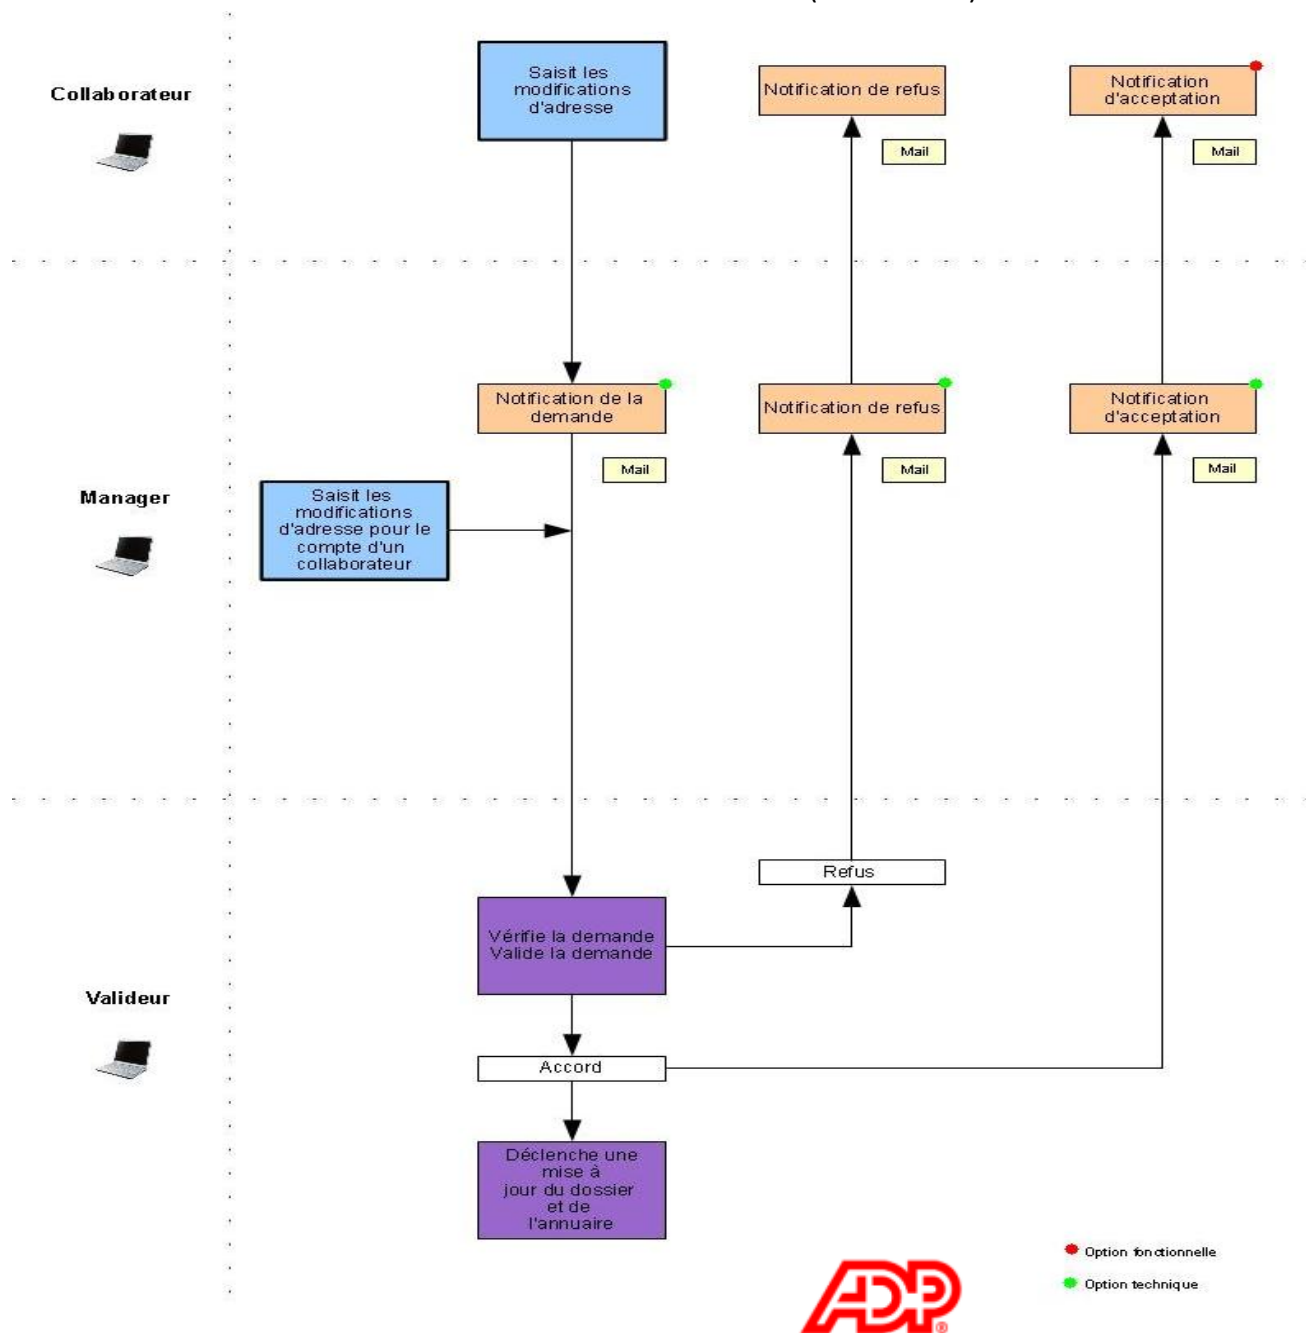 Collaborateur
Saisit les
modifications
d'adresse
Notification de refus
Notification
d'acceptation
Mail
Mail
Notification de la
demande
Notification de refus
Notification
d'acceptation
Mail
Mail
Mail
Manager
Saisit les
modifications
d'adresse pour le
compte d'un
collaborateur
Refus
Vérifie la demande
Valide la demande
Valideur
Accord
Déclenche une
mise à
jour du dossier
et de
l'annuaire
Option fonctionnelle
Option technique
ADP
®